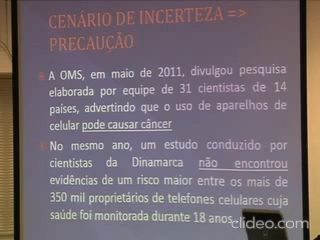 CENÁRIO DE INCERTEZA =>
PRECAUÇÃO
A OMS, em maio de 2011, divulgou pesquisa
elaborada por equipe de 31 cientistas de 14
países, advertindo que o uso de aparelhos de
celular pode causar câncer
No mesmo ano, um estudo conduzido por
cientistas da Dinamarca não encontrou
evidências de um risco maior entre os mais de
350 mil proprietários de telefones celulares cuja
saúde foi monitorada durante 18 anos.
clideo.com